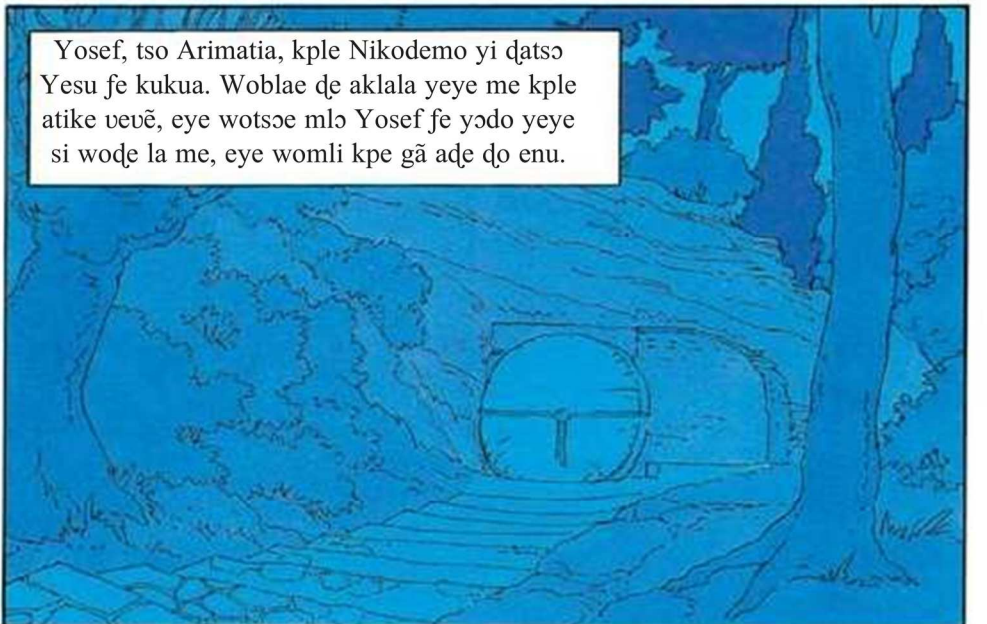 Yosef, tso Arimatia, kple Nikodemo yi ɖatsɔ
Yesu ƒe kukua. Woblae ɖe aklala yeye me kple
atike ʋeʋẽ, eye wotsɔe mlɔ Yosef ƒe yɔdo yeye
si woɖe la me, eye womli kpe gã aɖe ɖo enu.